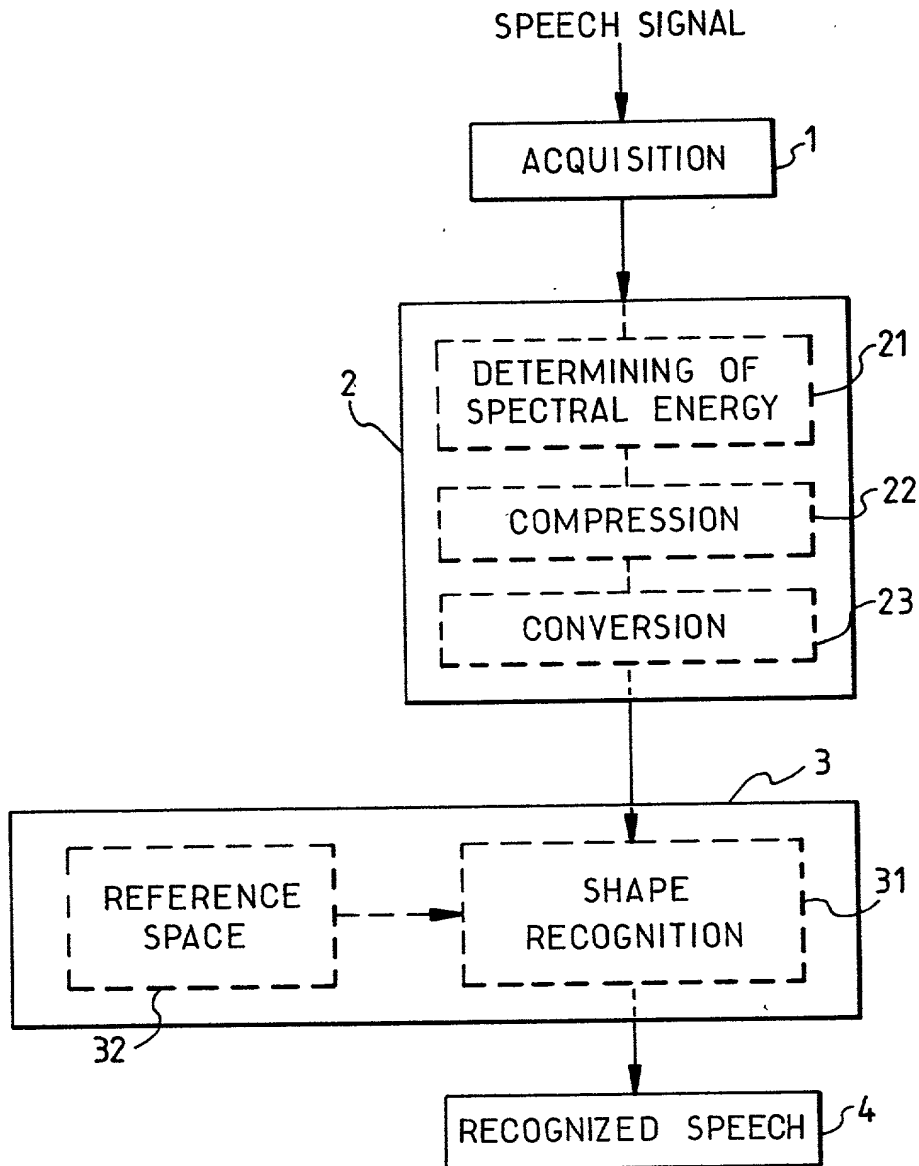 SPEECH SIGNAL
ACQUISITION
1
DETERMINING OF
SPECTRAL ENERGY
21
2
COMPRESSION
22
CONVERSION
23
3
REFERENCE
SPACE
32
SHAPE
RECOGNITION
31
RECOGNIZED SPEECH
4